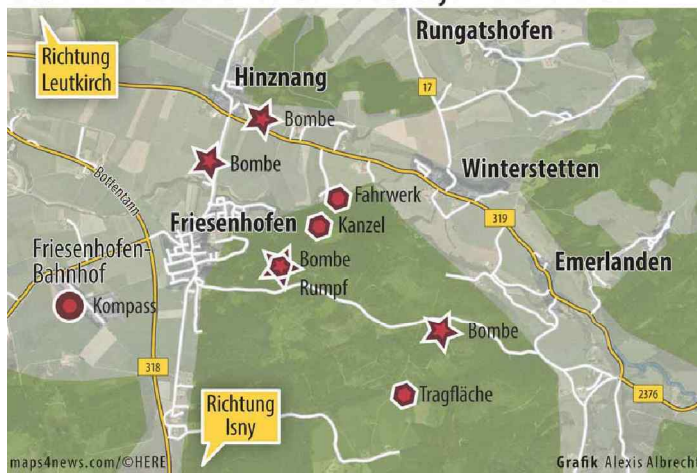 Rungatshofen
Richtung
Leutkirch
Hinznang
17
Bombe
Bombe
Winterstetten
Bottentann
Fahrwerk
Friesenhofen
Kanzel
319
Friesenhofen-
Bahnhof
Bombe
Emerlanden
Rumpf
Kompass
Bombe
318
Tragfläche
2376
Richtung
Isny
maps4news.com/©HERE
Grafik Alexis Albrecht